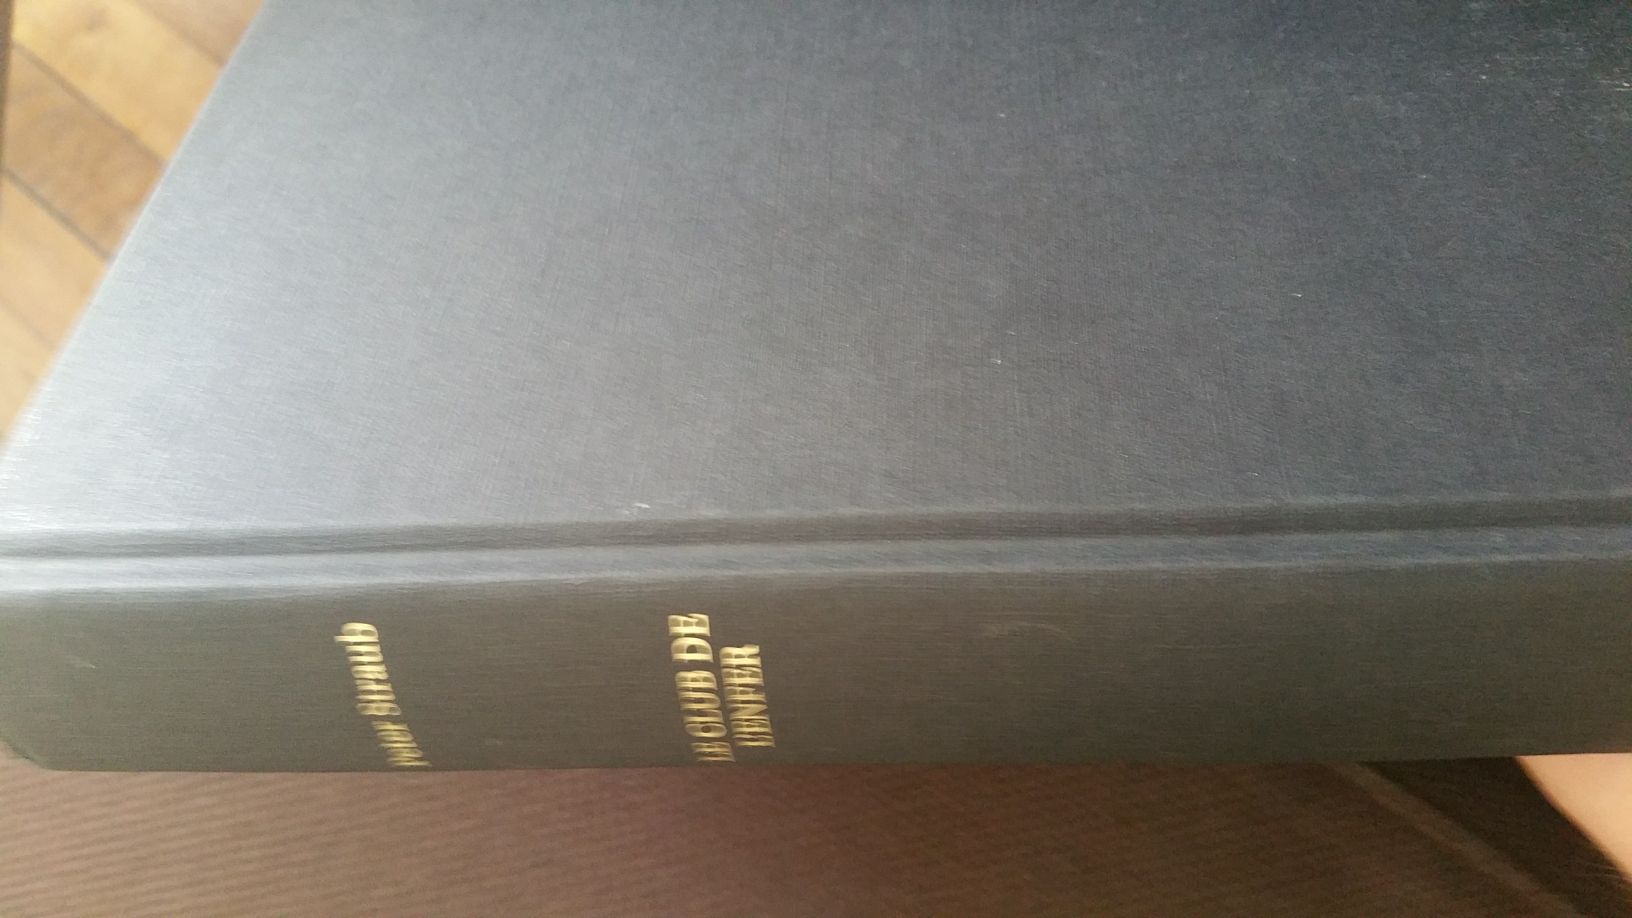 Peter Straub
LE CLUB DE
L'ENFER